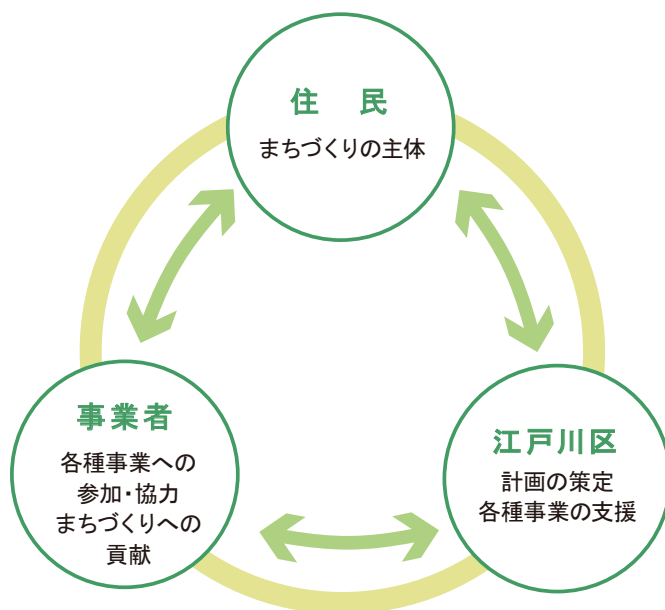 住　民
まちづくりの主体
事業者
各種事業への
参加・協力
まちづくりへの
貢献
江戸川区
計画の策定
各種事業の支援